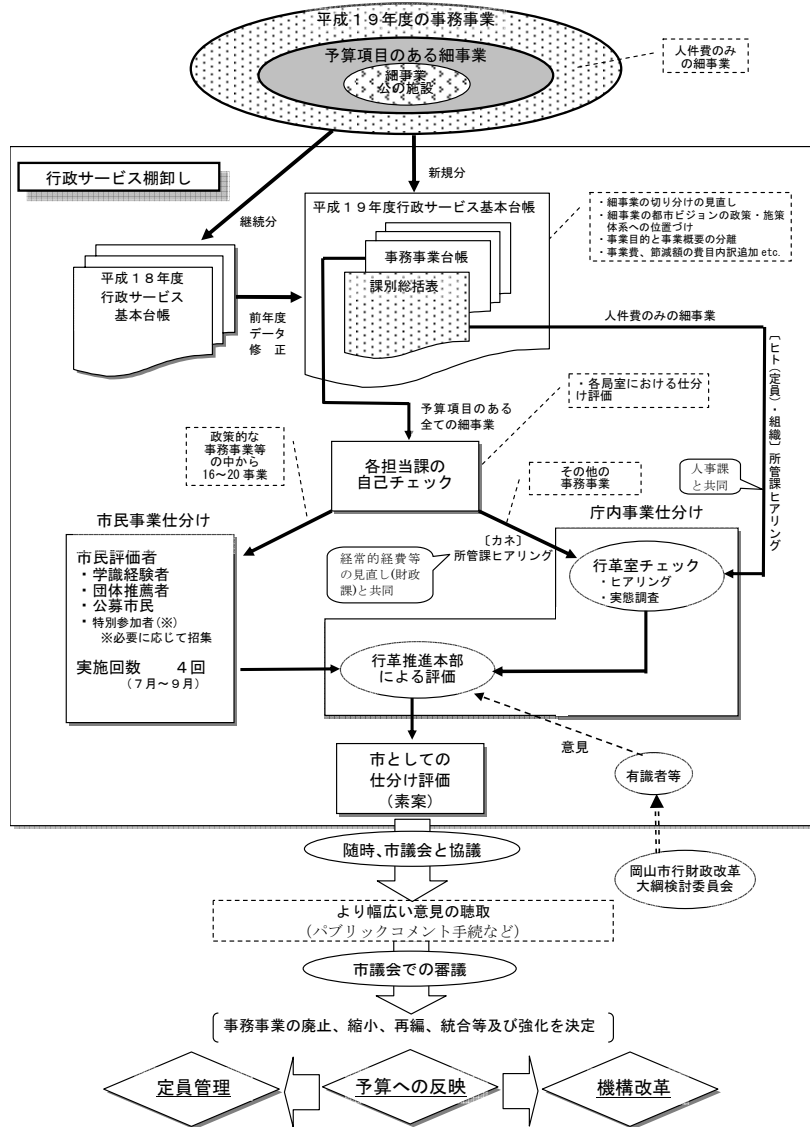 平成１９年度の事務事業
予算項目のある細事業
細事業
公の施設
人件費のみ
の細事業
行政サービス棚卸し
新規分
継続分
平成１９年度行政サービス基本台帳
事務事業台帳
課別総括表
・細事業の切り分けの見直し
・細事業の都市ビジョンの政策・施策
体系への位置づけ
・事業目的と事業概要の分離
・事業費、節減額の費目内訳追加 etc.
平成１８年度
行政サービス
基本台帳
前年度
データ
修 正
人件費のみの細事業
〔ヒト（定員）・組織〕所管課ヒアリング
予算項目のある
全ての細事業
・各局室における仕分
け評価
政策的な
事務事業等
の中から
16～20 事業
各担当課の
自己チェック
その他の
事務事業
人事課
と共同
市民事業仕分け
庁内事業仕分け
〔カネ〕
所管課ヒアリング
市民評価者
・学識経験者
・団体推薦者
・公募市民
・特別参加者（※）
※必要に応じて招集
実施回数 ４回
（７月～９月）
経常的経費等
の見直し(財政
課)と共同
行革室チェック
・ヒアリング
・実態調査
行革推進本部
による評価
意見
市としての
仕分け評価
（素案）
有識者等
随時、市議会と協議
岡山市行財政改革
大綱検討委員会
より幅広い意見の聴取
（パブリックコメント手続など）
市議会での審議
事務事業の廃止、縮小、再編、統合等及び強化を決定
定員管理
予算への反映
機構改革